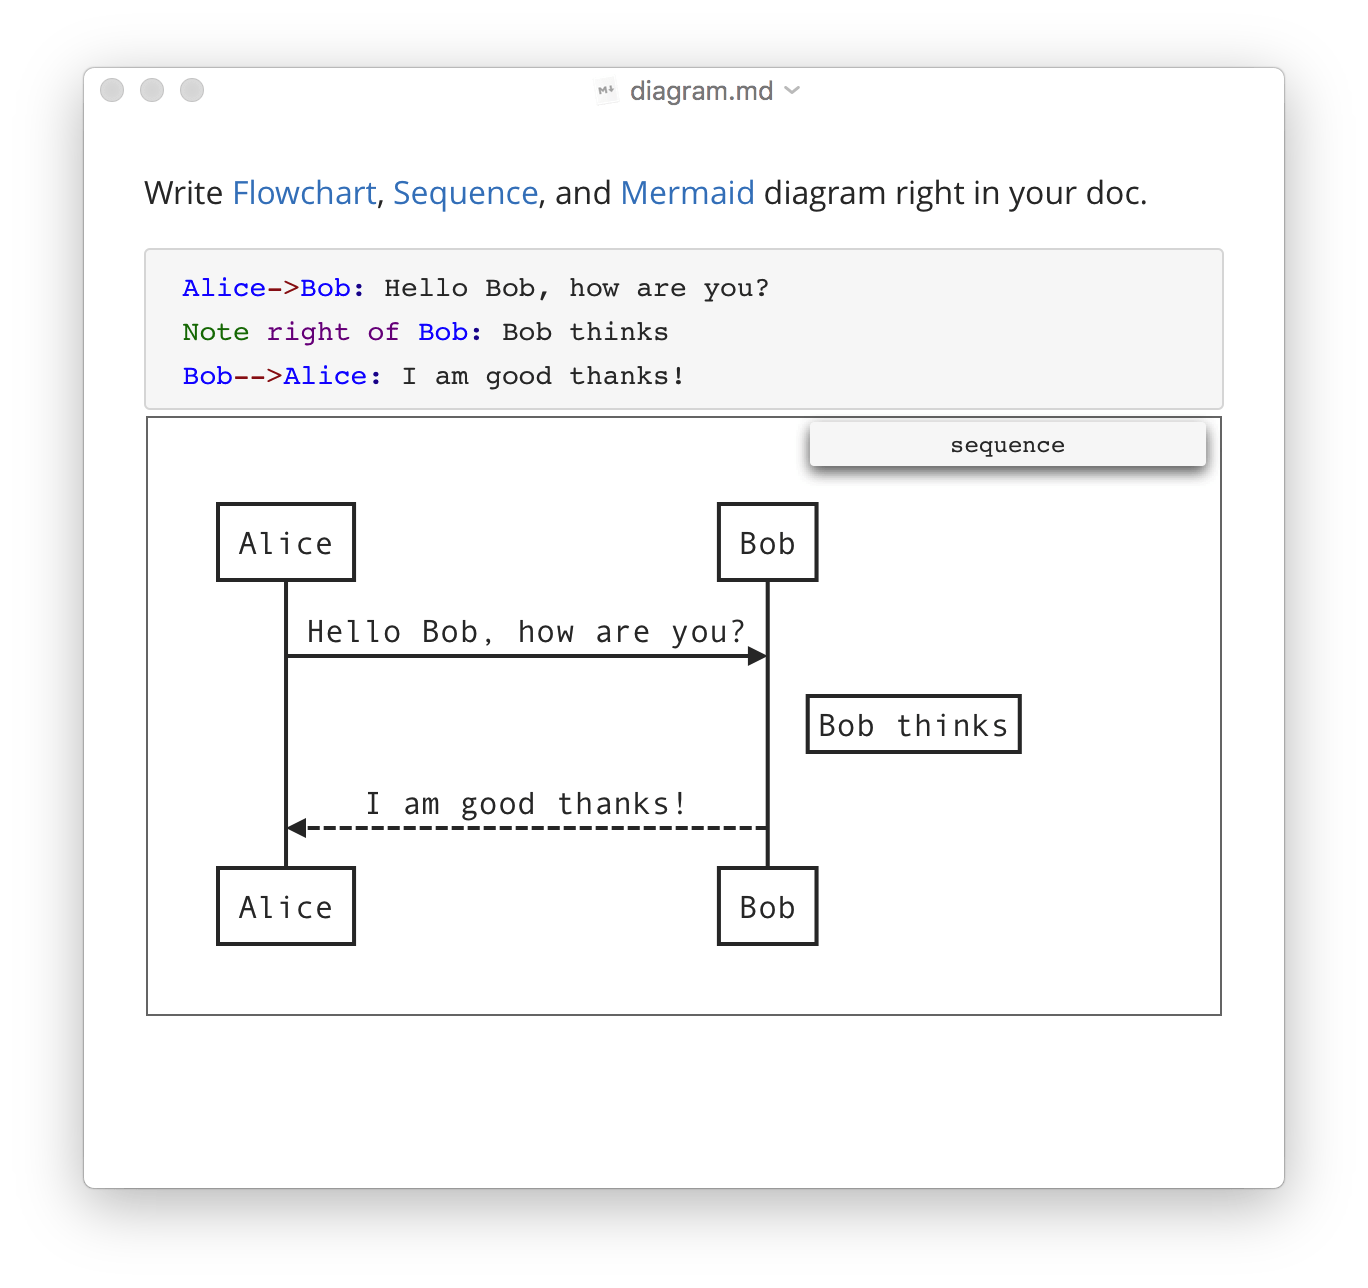 M↓ diagram.md
Write Flowchart, Sequence, and Mermaid diagram right in your doc.
Alice->Bob: Hello Bob, how are you?
Note right of Bob: Bob thinks
Bob-->Alice: I am good thanks!
sequence
Alice Bob
Hello Bob, how are you?
Bob thinks
I am good thanks!
Alice Bob